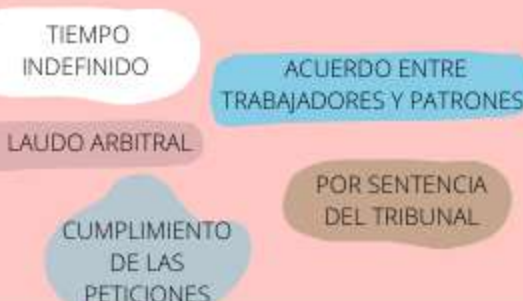 TIEMPO
INDEFINIDO
ACUERDO ENTRE
TRABAJADORES Y PATRONES
LAUDO ARBITRAL
POR SENTENCIA
DEL TRIBUNAL
CUMPLIMIENTO
DE LAS
PETICIONES